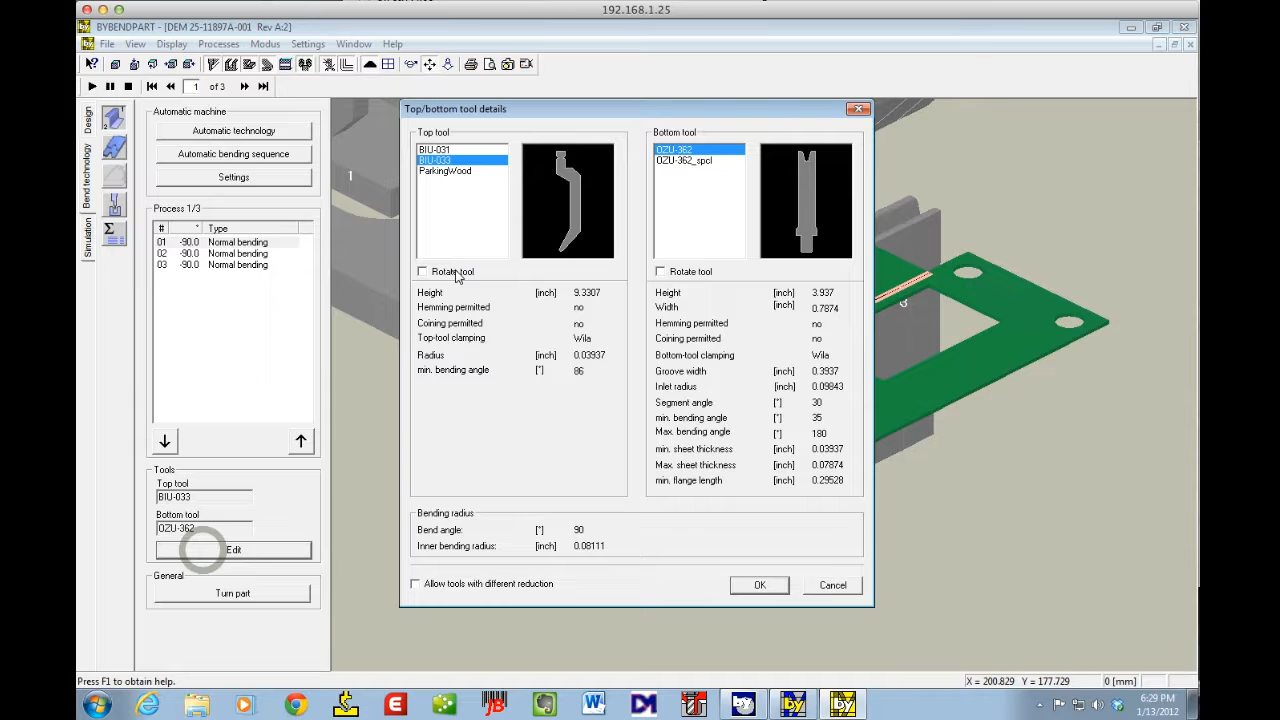 192.168.1.25
BYBENDPART - [DEM 25-11897A-001 Rev A:2]
File View Display Processes Modus Settings Window Help
1 of 3
Design
Bend technology
Simulation
Automatic machine
Automatic technology
Automatic bending sequence
Settings
Process 1/3
# ° Type
01 -90.0 Normal bending
02 -90.0 Normal bending
03 -90.0 Normal bending
Tools
Top tool
BIU-033
Bottom tool
OZU-362
Edit
General
Turn part
1
3
Top/bottom tool details
Top tool
BIU-031
BIU-033
ParkingWood
Rotate tool
Height [inch] 9.3307
Hemming permitted no
Coining permitted no
Top-tool clamping Wila
Radius [inch] 0.03937
min. bending angle [°] 86
Bottom tool
OZU-362
OZU-362_spcl
Rotate tool
Height [inch] 3.937
Width [inch] 0.7874
Hemming permitted no
Coining permitted no
Bottom-tool clamping Wila
Groove width [inch] 0.3937
Inlet radius [inch] 0.09843
Segment angle [°] 30
min. bending angle [°] 35
Max. bending angle [°] 180
min. sheet thickness [inch] 0.03937
Max. sheet thickness [inch] 0.07874
min. flange length [inch] 0.29528
Bending radius
Bend angle: [°] 90
Inner bending radius: [inch] 0.08111
Allow tools with different reduction
OK
Cancel
Press F1 to obtain help.
X = 200.829 Y = 177.729
0 [mm]
6:29 PM
1/13/2012